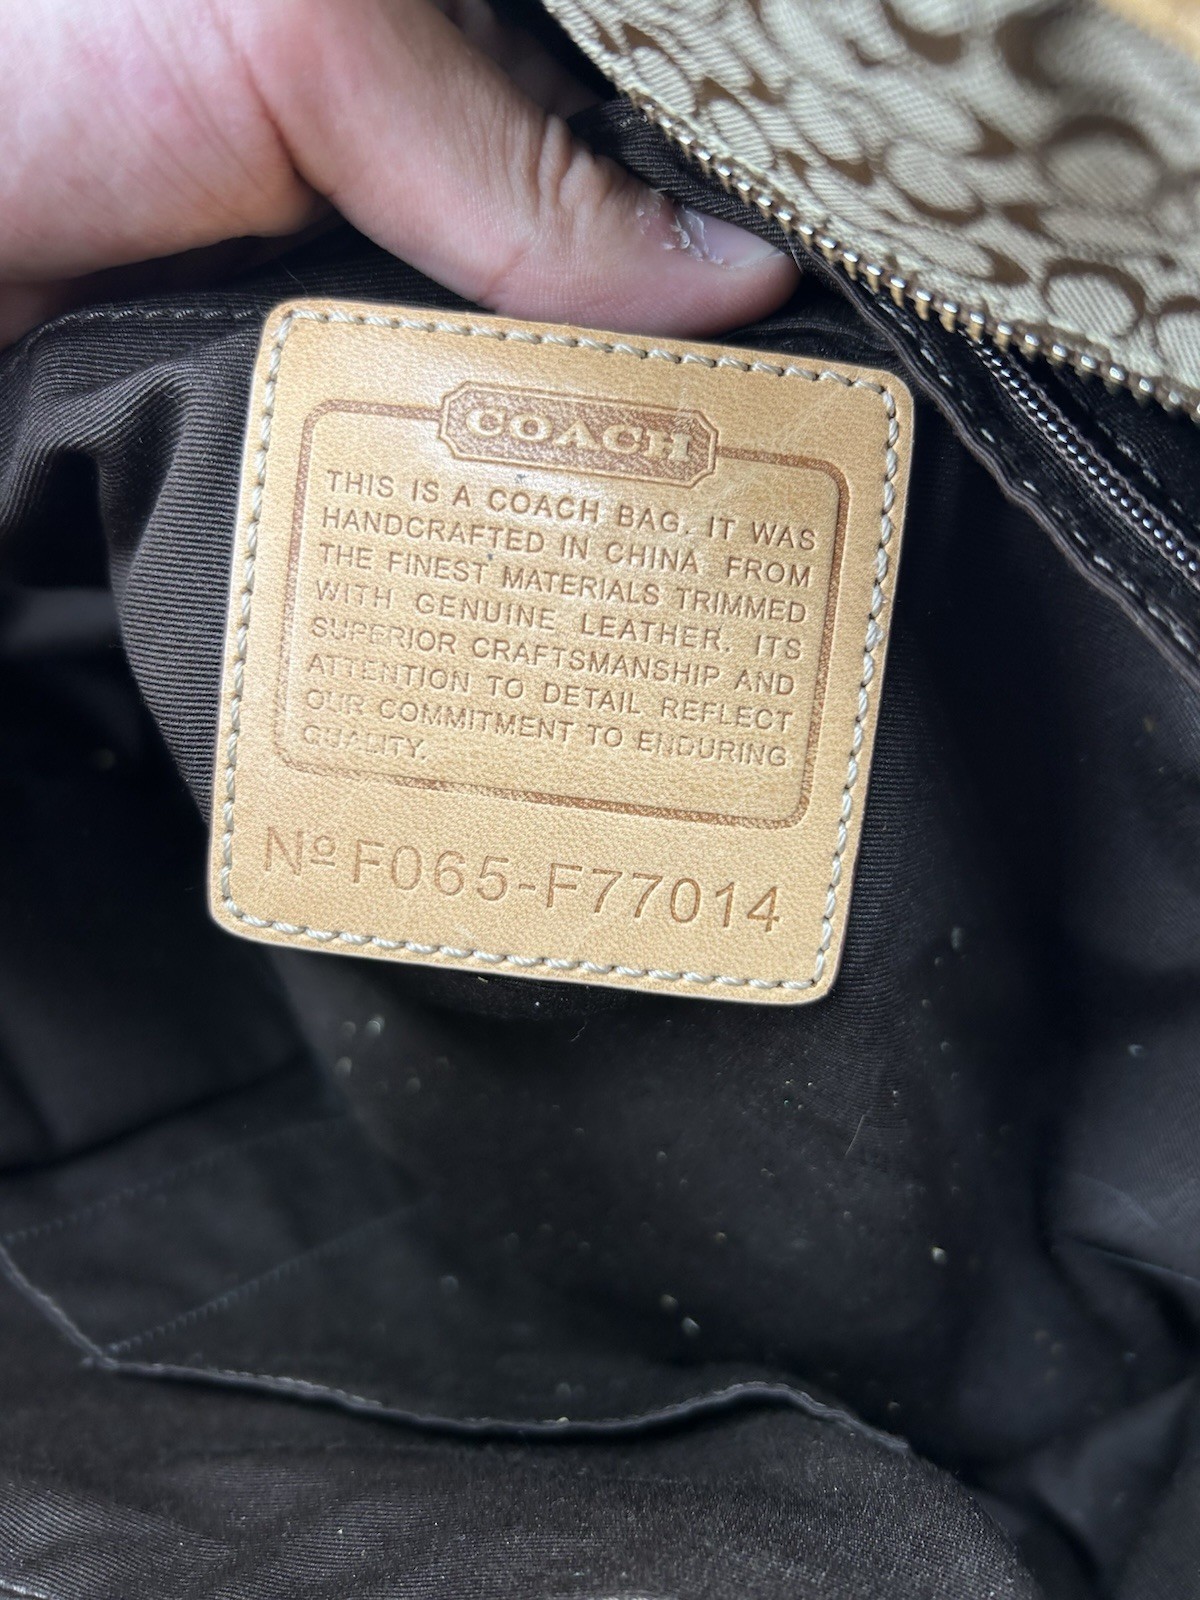 COACH
THIS IS A COACH BAG. IT WAS
HANDCRAFTED IN CHINA FROM
THE FINEST MATERIALS TRIMMED
WITH GENUINE LEATHER. ITS
SUPERIOR CRAFTSMANSHIP AND
ATTENTION TO DETAIL REFLECT
OUR COMMITMENT TO ENDURING
QUALITY.
Nº F065-F77014